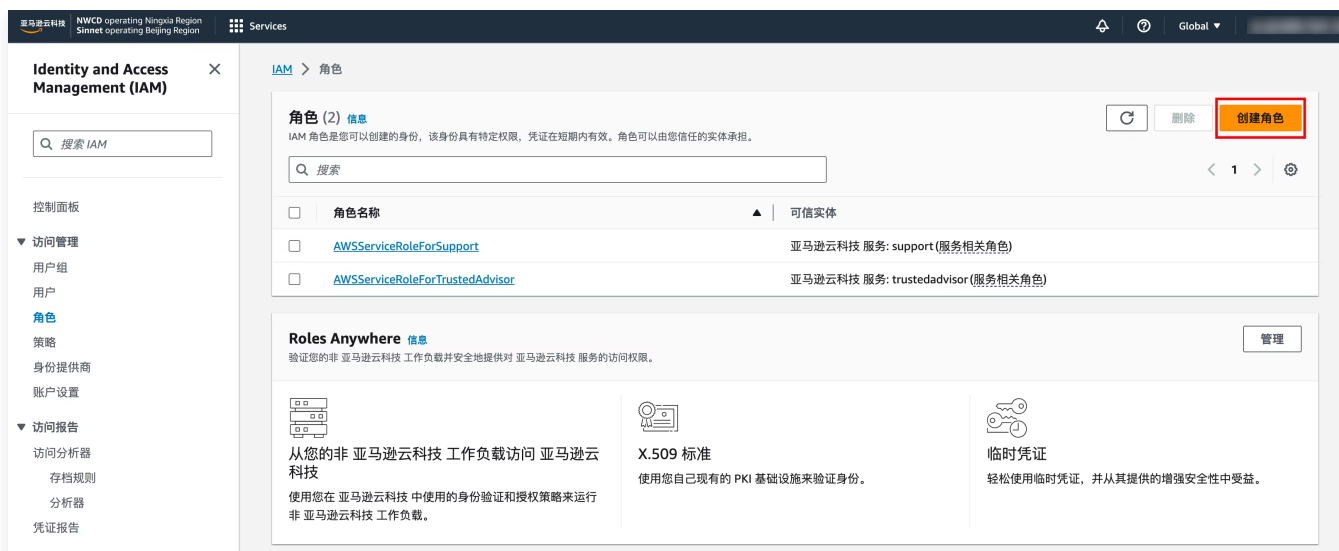 亚马逊云科技 NWCD operating Ningxia Region
Sinnet operating Beijing Region
Services
Global
Identity and Access
Management (IAM)
搜索 IAM
控制面板
访问管理
用户组
用户
角色
策略
身份提供商
账户设置
访问报告
访问分析器
存档规则
分析器
凭证报告
IAM > 角色
角色 (2) 信息
IAM 角色是您可以创建的身份，该身份具有特定权限，凭证在短期内有效。角色可以由您信任的实体承担。
删除
创建角色
搜索
1
角色名称
可信实体
AWSServiceRoleForSupport
亚马逊云科技 服务: support (服务相关角色)
AWSServiceRoleForTrustedAdvisor
亚马逊云科技 服务: trustedadvisor (服务相关角色)
Roles Anywhere 信息
验证您的非 亚马逊云科技 工作负载并安全地提供对 亚马逊云科技 服务的访问权限。
管理
从您的非 亚马逊云科技 工作负载访问 亚马逊云
科技
使用您在 亚马逊云科技 中使用的身份验证和授权策略来运行
非 亚马逊云科技 工作负载。
X.509 标准
使用您自己现有的 PKI 基础设施来验证身份。
临时凭证
轻松使用临时凭证，并从其提供的增强安全性中受益。